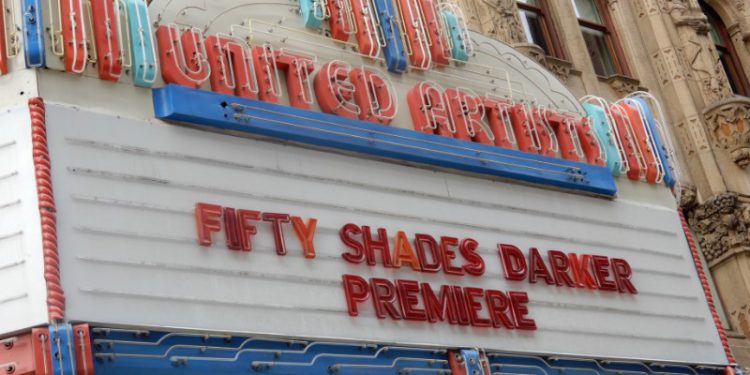 UNITED ARTISTS
FIFTY SHADES DARKER
PREMIERE